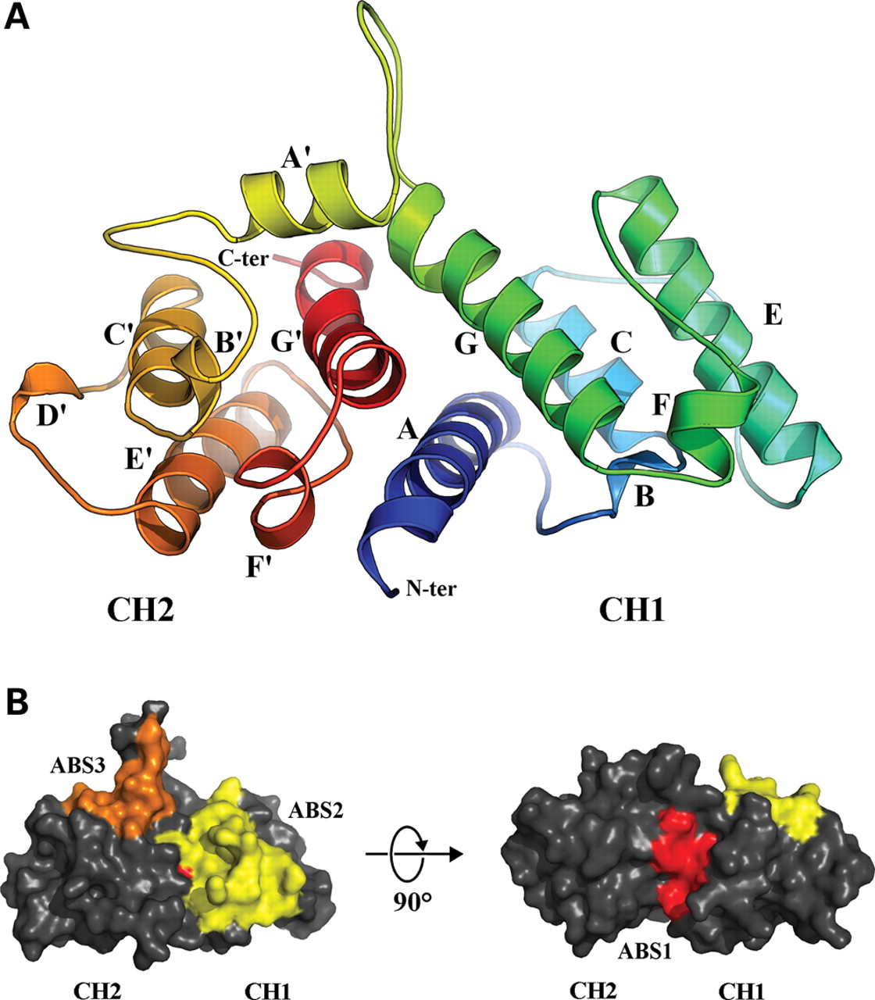 A
A'
C-ter
E
C'
B'
G'
G
C
F
D'
A
E'
B
F'
N-ter
CH2
CH1
B
ABS3
ABS2
90°
ABS1
CH2
CH1
CH2
CH1